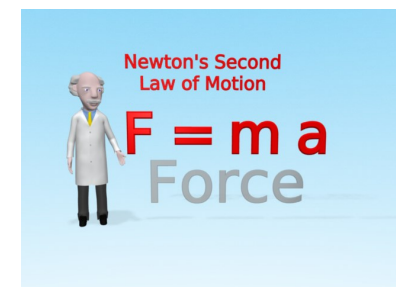 Newton's Second
Law of Motion
F = m a
Force